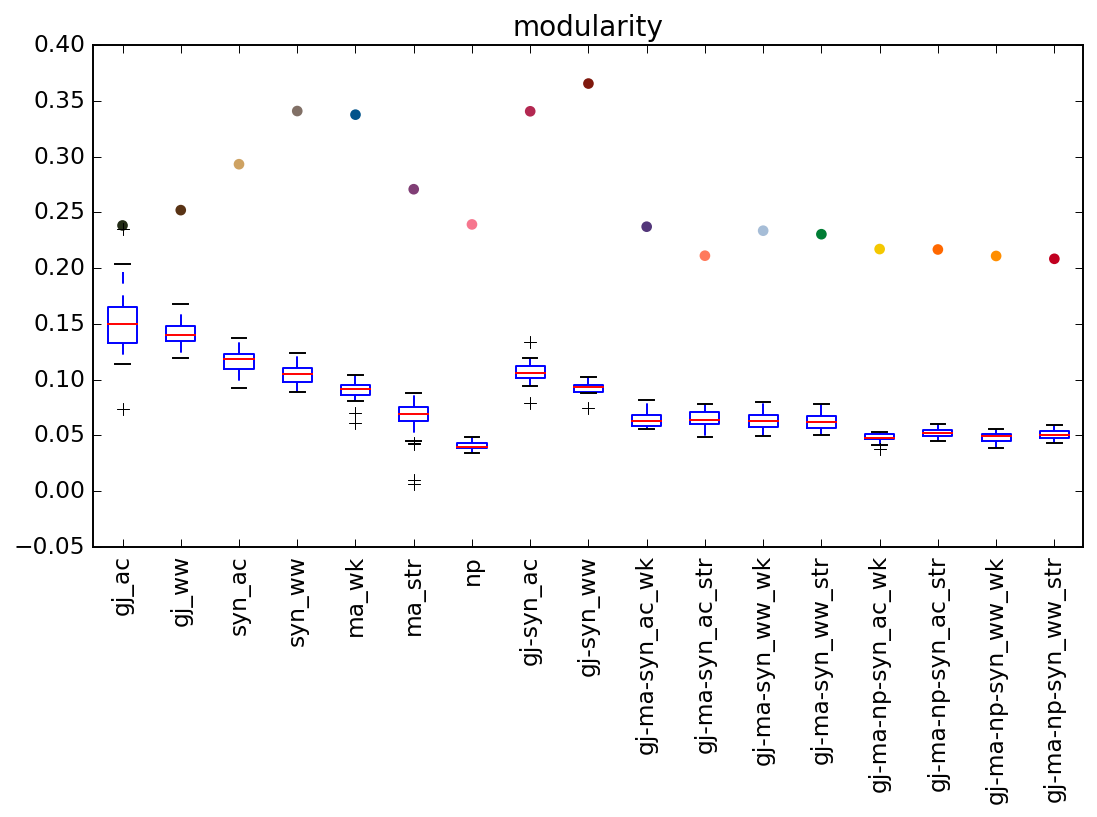 modularity
0.40
0.35
0.30
0.25
0.20
0.15
0.10
0.05
0.00
−0.05
gj_ac
gj_ww
syn_ac
syn_ww
ma_wk
ma_str
np
gj-syn_ac
gj-syn_ww
gj-ma-syn_ac_wk
gj-ma-syn_ac_str
gj-ma-syn_ww_wk
gj-ma-syn_ww_str
gj-ma-np-syn_ac_wk
gj-ma-np-syn_ac_str
gj-ma-np-syn_ww_wk
gj-ma-np-syn_ww_str